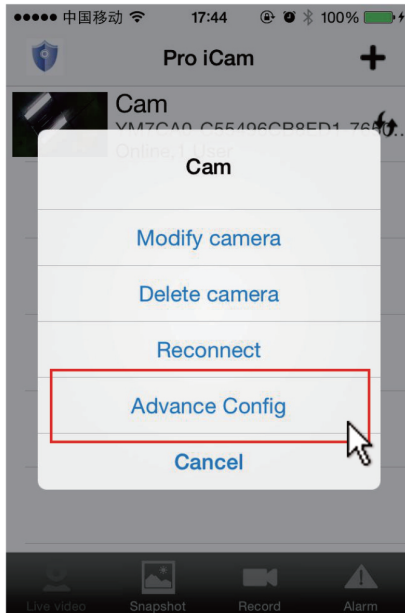 中国移动 17:44 100%
Pro iCam
Cam
Online,1 User
Cam
Modify camera
Delete camera
Reconnect
Advance Config
Cancel
Live video Snapshot Record Alarm